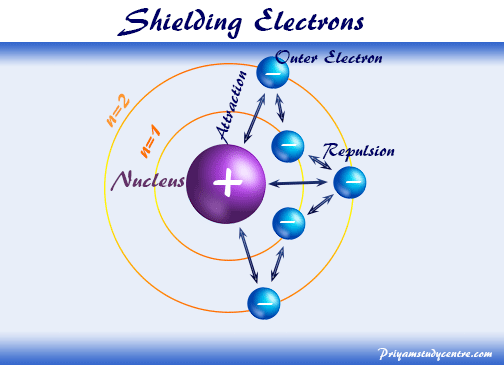 Shielding Electrons
Outer Electron
Attraction
n=2
n=1
Repulsion
Nucleus
+
−
−
−
−
−
Priyamstudycentre.com